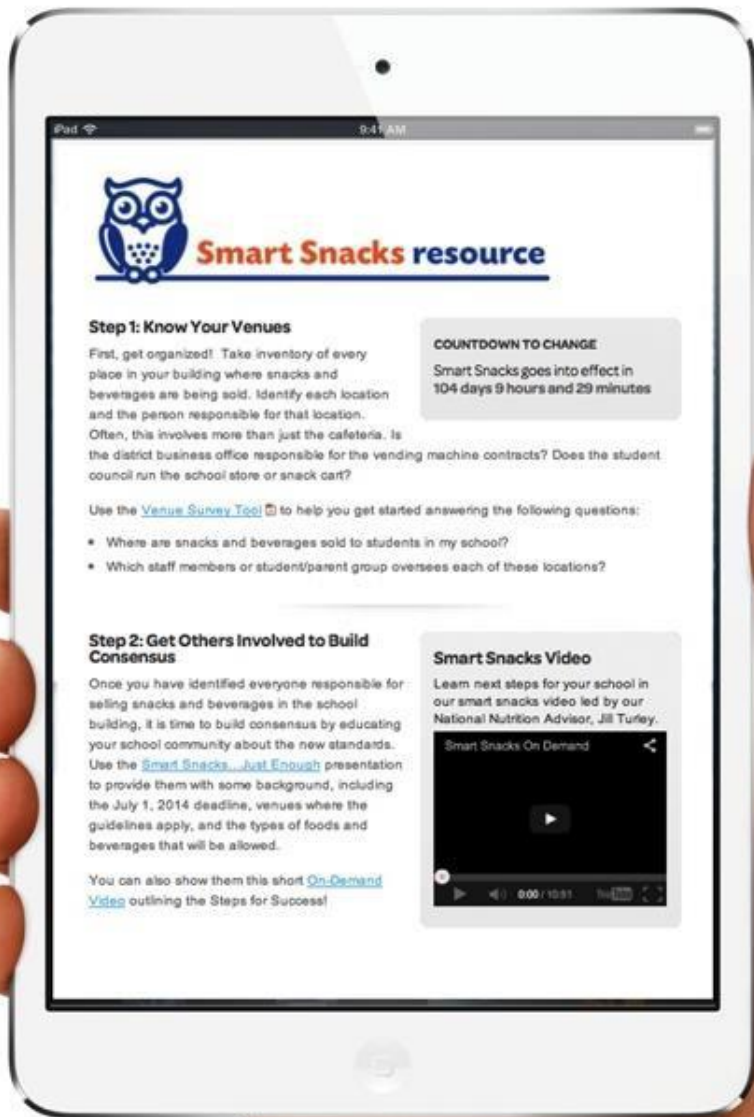 iPad
9:41 AM
Smart Snacks resource
Step 1: Know Your Venues
First, get organized! Take inventory of every
place in your building where snacks and
beverages are being sold. Identify each location
and the person responsible for that location.
Often, this involves more than just the cafeteria. Is
the district business office responsible for the vending machine contracts? Does the student
council run the school store or snack cart?
Use the Venue Survey Tool to help you get started answering the following questions:
• Where are snacks and beverages sold to students in my school?
• Which staff members or student/parent group oversees each of these locations?
COUNTDOWN TO CHANGE
Smart Snacks goes into effect in
104 days 9 hours and 29 minutes
Step 2: Get Others Involved to Build
Consensus
Once you have identified everyone responsible for
selling snacks and beverages in the school
building, it is time to build consensus by educating
your school community about the new standards.
Use the Smart Snacks...Just Enough presentation
to provide them with some background, including
the July 1, 2014 deadline, venues where the
guidelines apply, and the types of foods and
beverages that will be allowed.
You can also show them this short On-Demand
Video outlining the Steps for Success!
Smart Snacks Video
Learn next steps for your school in
our smart snacks video led by our
National Nutrition Advisor, Jill Turley.
Smart Snacks On Demand
0:00 / 10:51
YouTube